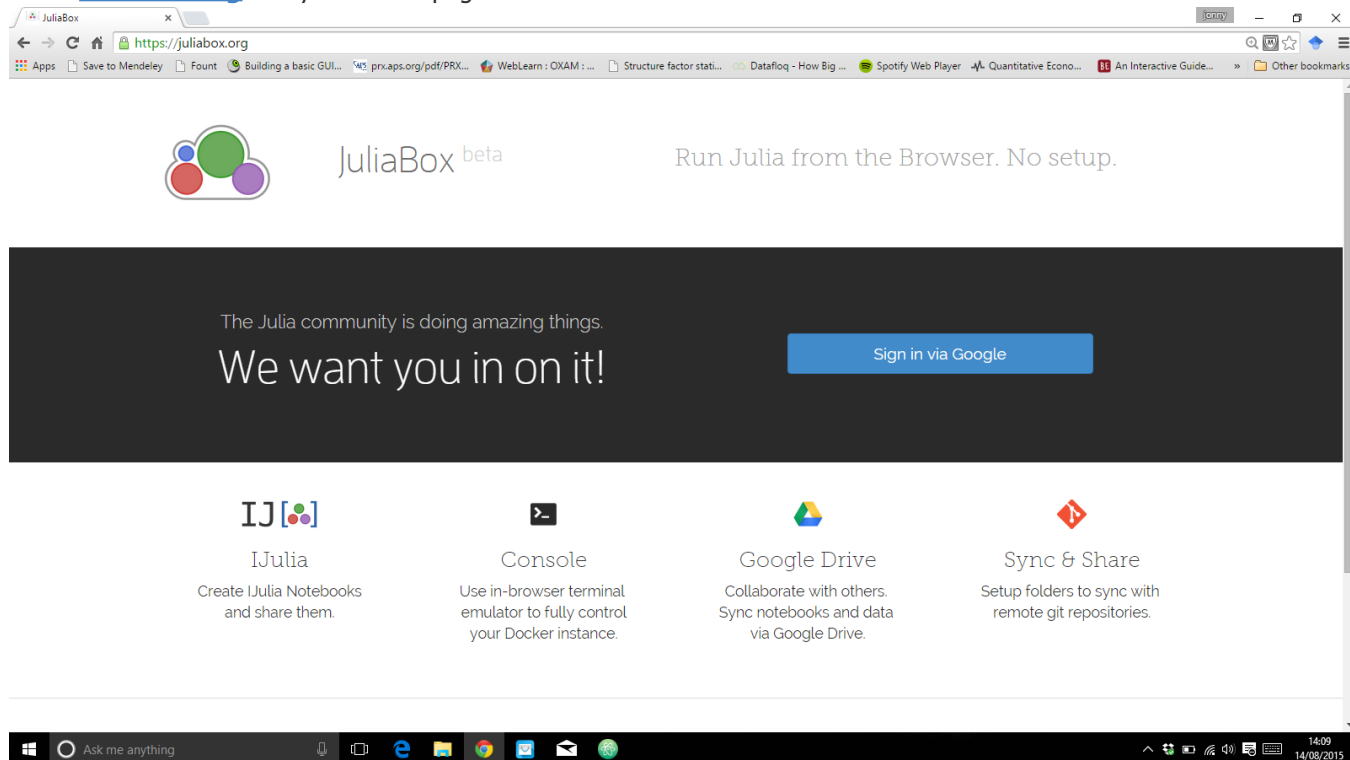 JuliaBox
jonny
https://juliabox.org
Apps Save to Mendeley Fount Building a basic GUI... prx.aps.org/pdf/PRX... WebLearn : OXAM : ... Structure factor stati... Datafloq - How Big ... Spotify Web Player Quantitative Econo... BE An Interactive Guide... » Other bookmarks
JuliaBox beta
Run Julia from the Browser. No setup.
The Julia community is doing amazing things.
We want you in on it!
Sign in via Google
IJ[]
IJulia
Create IJulia Notebooks
and share them.
>_
Console
Use in-browser terminal
emulator to fully control
your Docker instance.
Google Drive
Collaborate with others.
Sync notebooks and data
via Google Drive.
Sync & Share
Setup folders to sync with
remote git repositories.
Ask me anything
14:09
14/08/2015